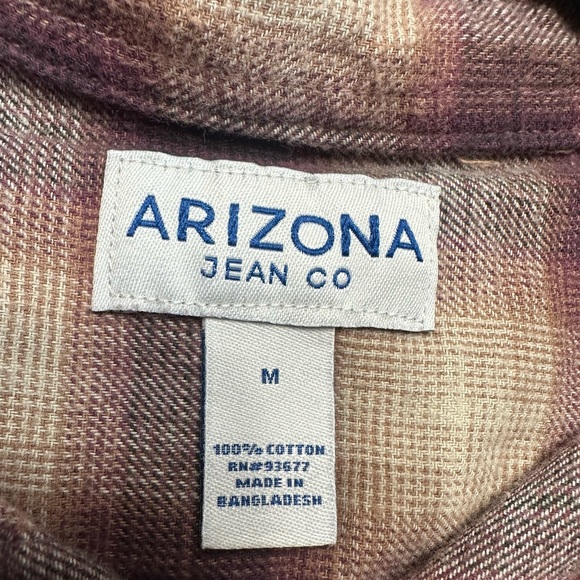 ARIZONA
JEAN CO
M
100% COTTON
RN#93677
MADE IN
BANGLADESH